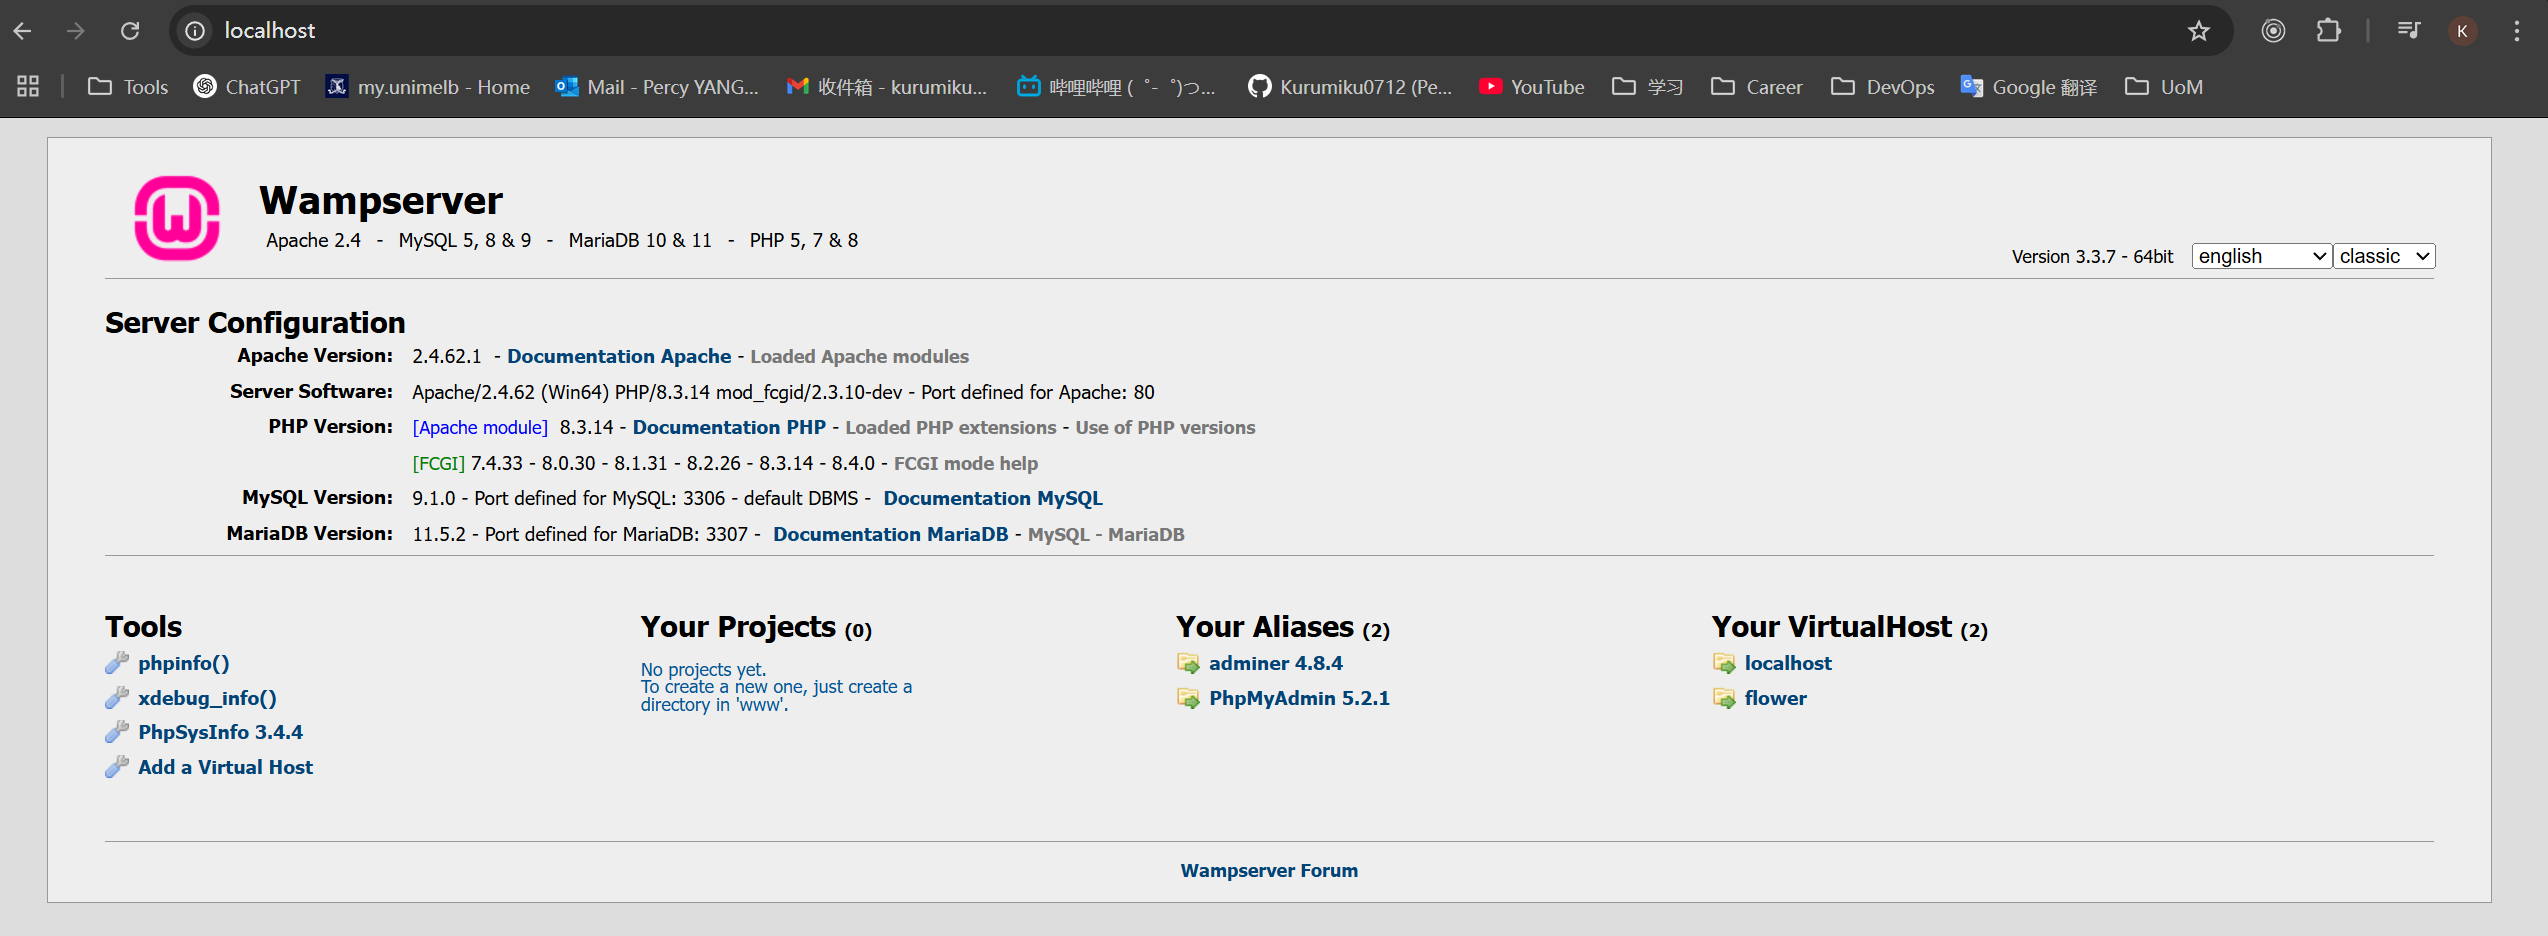 localhost
K
Tools
ChatGPT
my.unimelb - Home
Mail - Percy YANG...
收件箱 - kurumiku...
哔哩哔哩 ( ゜- ゜)つ...
Kurumiku0712 (Pe...
YouTube
学习
Career
DevOps
Google 翻译
UoM
Wampserver
Apache 2.4 - MySQL 5, 8 & 9 - MariaDB 10 & 11 - PHP 5, 7 & 8
Version 3.3.7 - 64bit
english
classic
Server Configuration
Apache Version: 2.4.62.1 - Documentation Apache - Loaded Apache modules
Server Software: Apache/2.4.62 (Win64) PHP/8.3.14 mod_fcgid/2.3.10-dev - Port defined for Apache: 80
PHP Version: [Apache module] 8.3.14 - Documentation PHP - Loaded PHP extensions - Use of PHP versions
[FCGI] 7.4.33 - 8.0.30 - 8.1.31 - 8.2.26 - 8.3.14 - 8.4.0 - FCGI mode help
MySQL Version: 9.1.0 - Port defined for MySQL: 3306 - default DBMS - Documentation MySQL
MariaDB Version: 11.5.2 - Port defined for MariaDB: 3307 - Documentation MariaDB - MySQL - MariaDB
Tools
phpinfo()
xdebug_info()
PhpSysInfo 3.4.4
Add a Virtual Host
Your Projects (0)
No projects yet.
To create a new one, just create a
directory in 'www'.
Your Aliases (2)
adminer 4.8.4
PhpMyAdmin 5.2.1
Your VirtualHost (2)
localhost
flower
Wampserver Forum